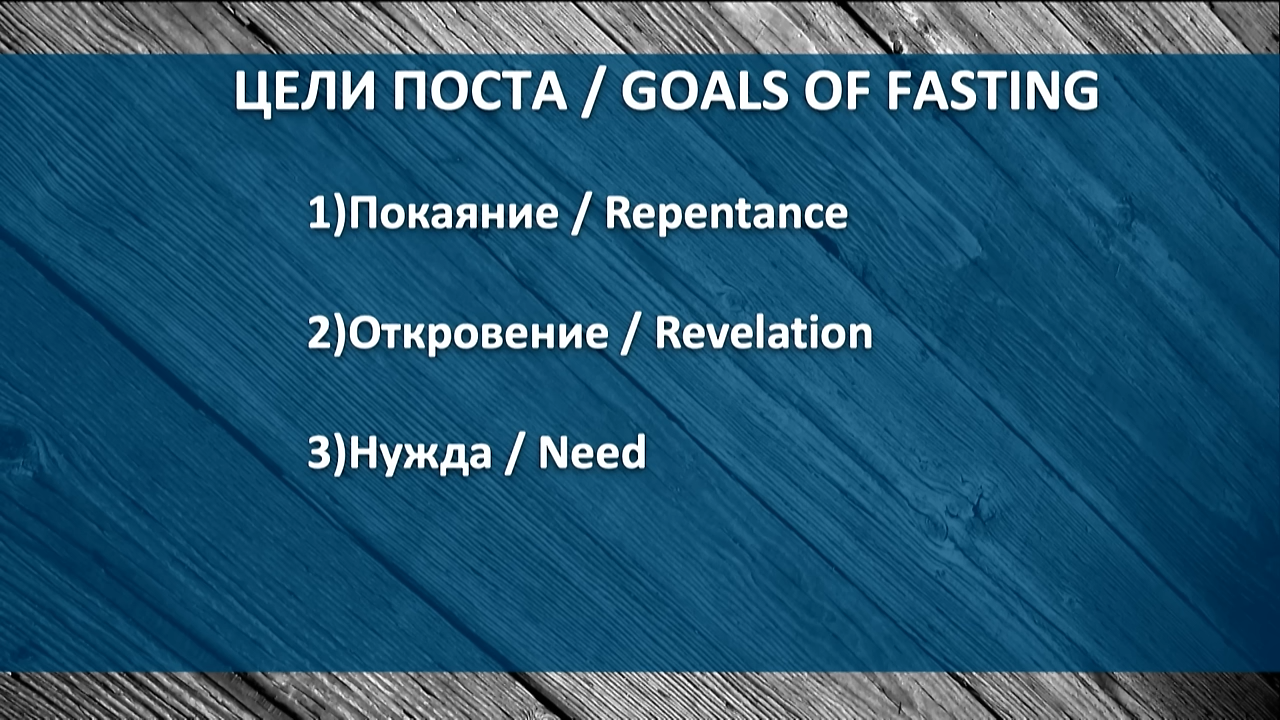 ЦЕЛИ ПОСТА / GOALS OF FASTING
1)Покаяние / Repentance
2)Откровение / Revelation
3)Нужда / Need